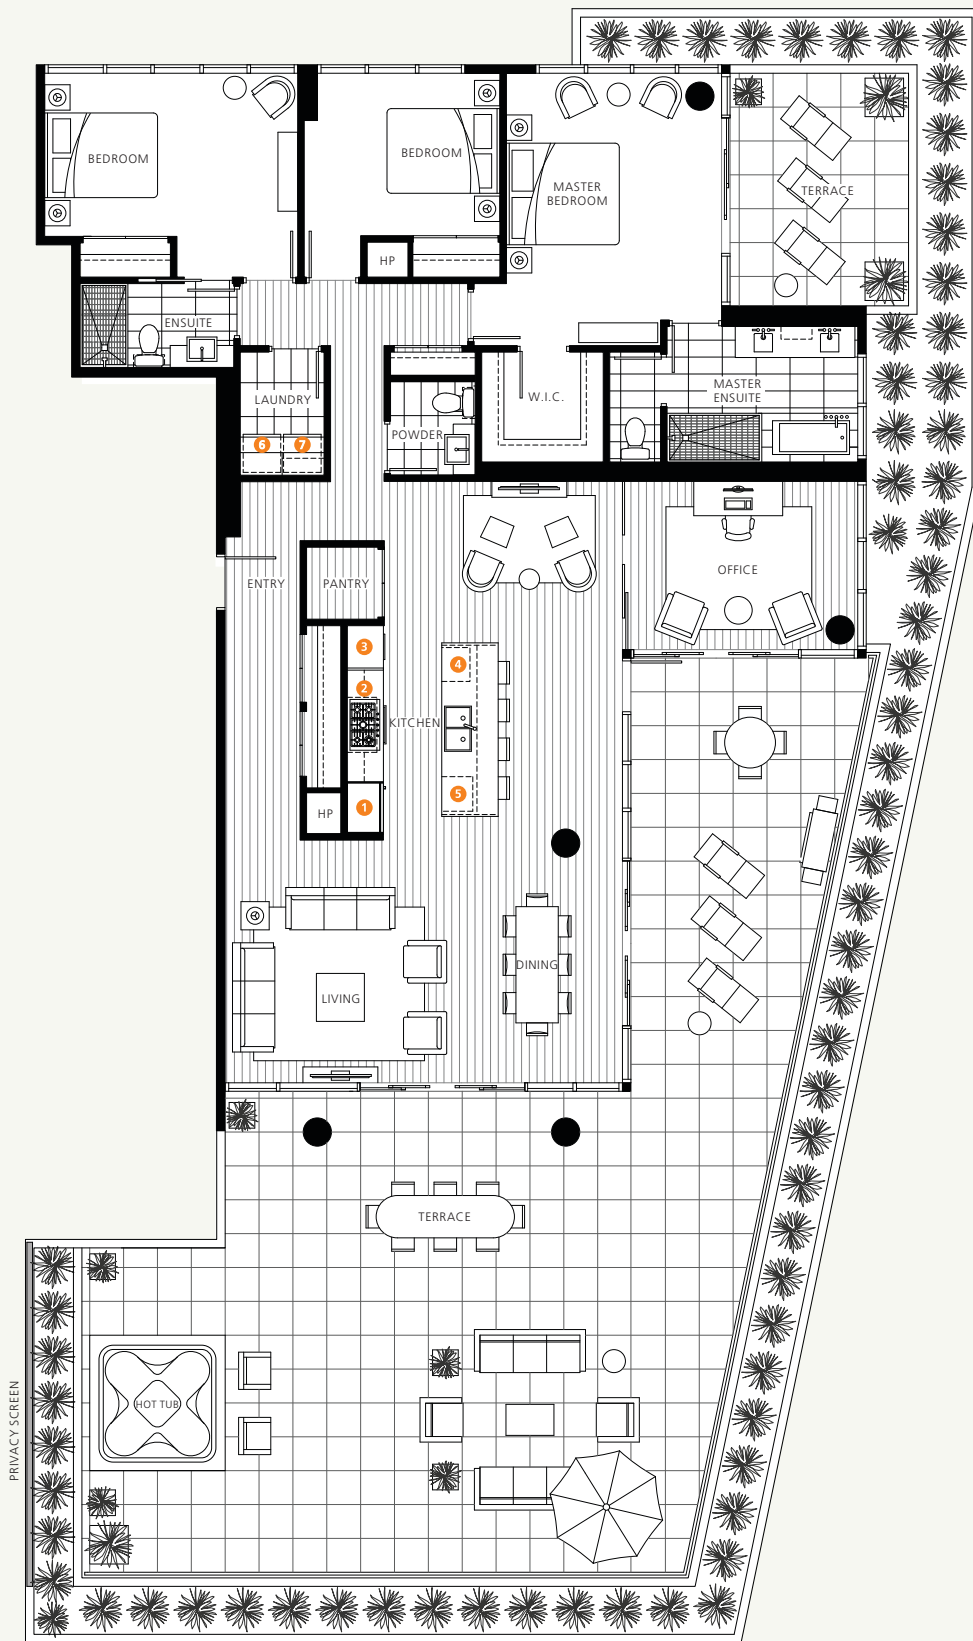 BEDROOM
BEDROOM
MASTER
BEDROOM
TERRACE
HP
ENSUITE
LAUNDRY
POWDER
W.I.C.
MASTER
ENSUITE
6
7
ENTRY
PANTRY
OFFICE
3
4
2
KITCHEN
5
1
HP
DINING
LIVING
TERRACE
HOT TUB
PRIVACY SCREEN